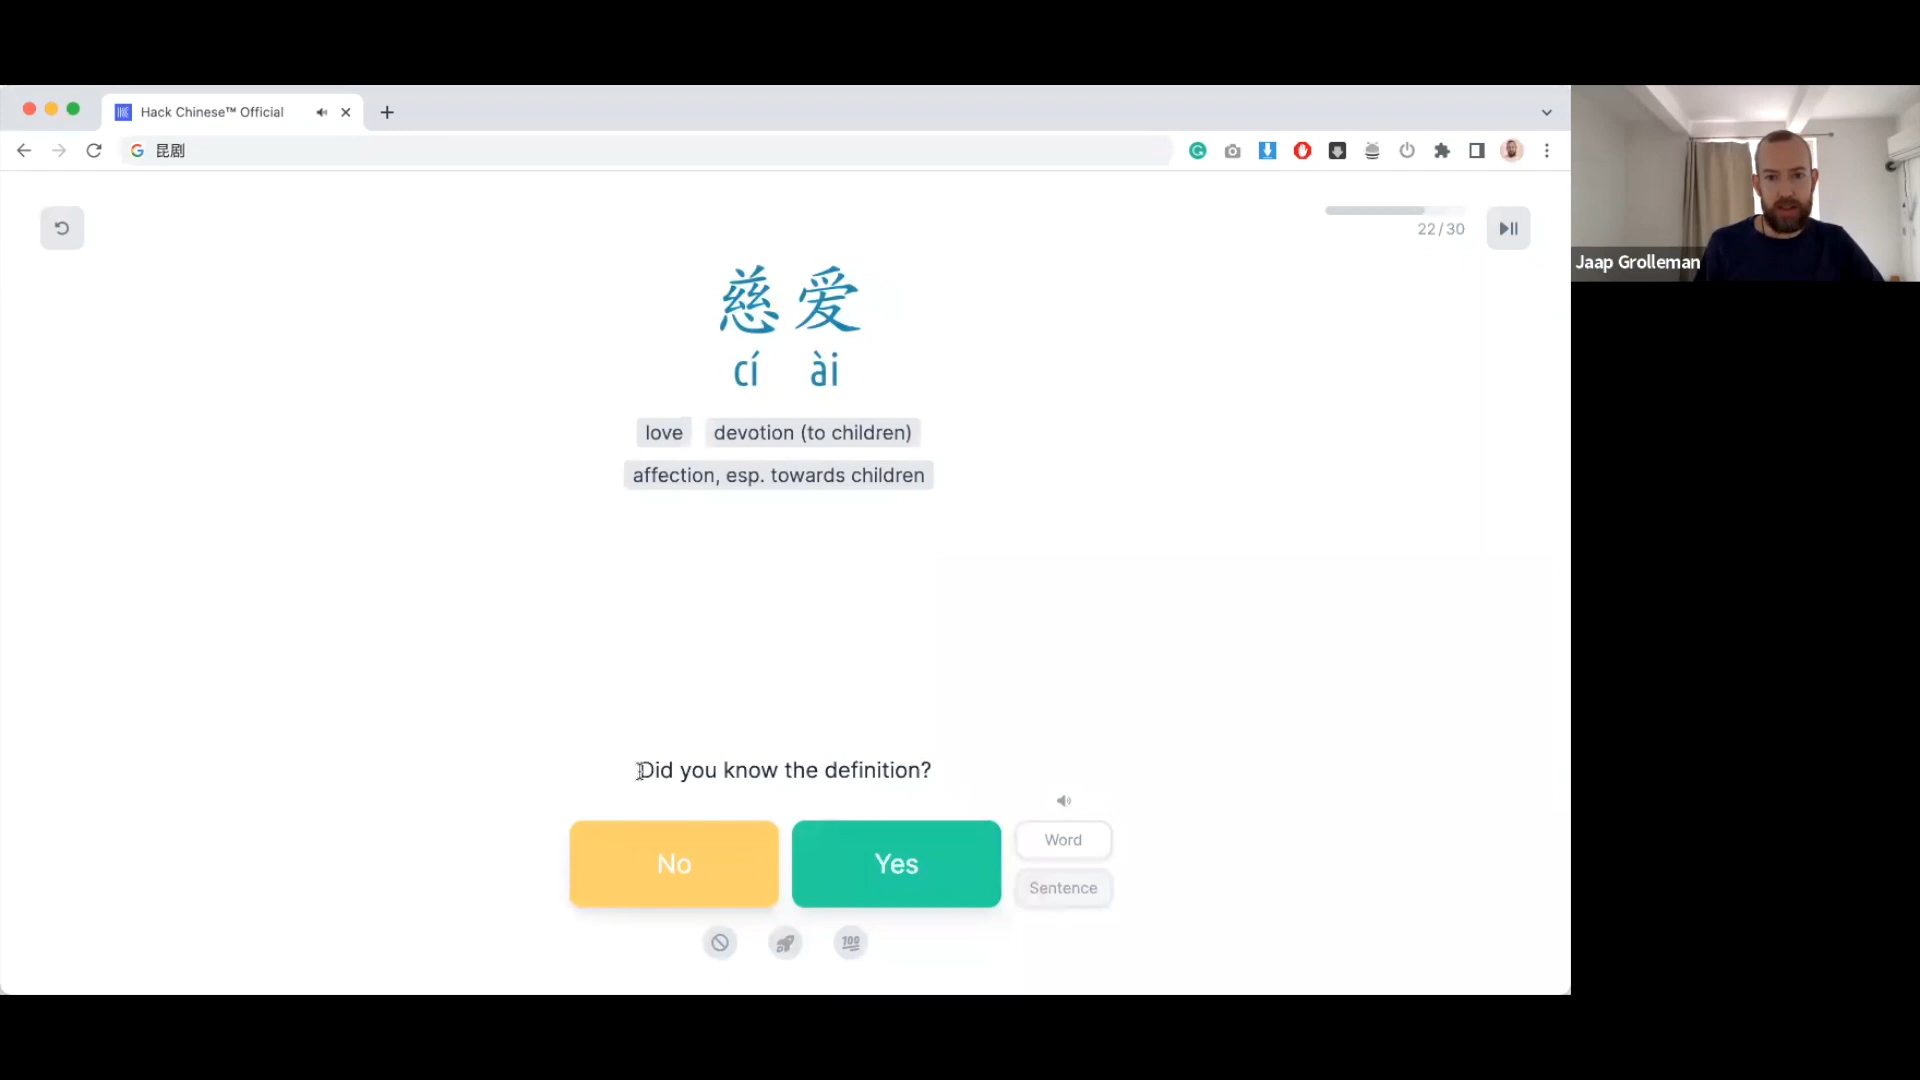 Hack Chinese™ Official
昆剧
22/30
慈爱
cí ài
love devotion (to children)
affection, esp. towards children
Did you know the definition?
No Yes
Word
Sentence
100
Jaap Grolleman